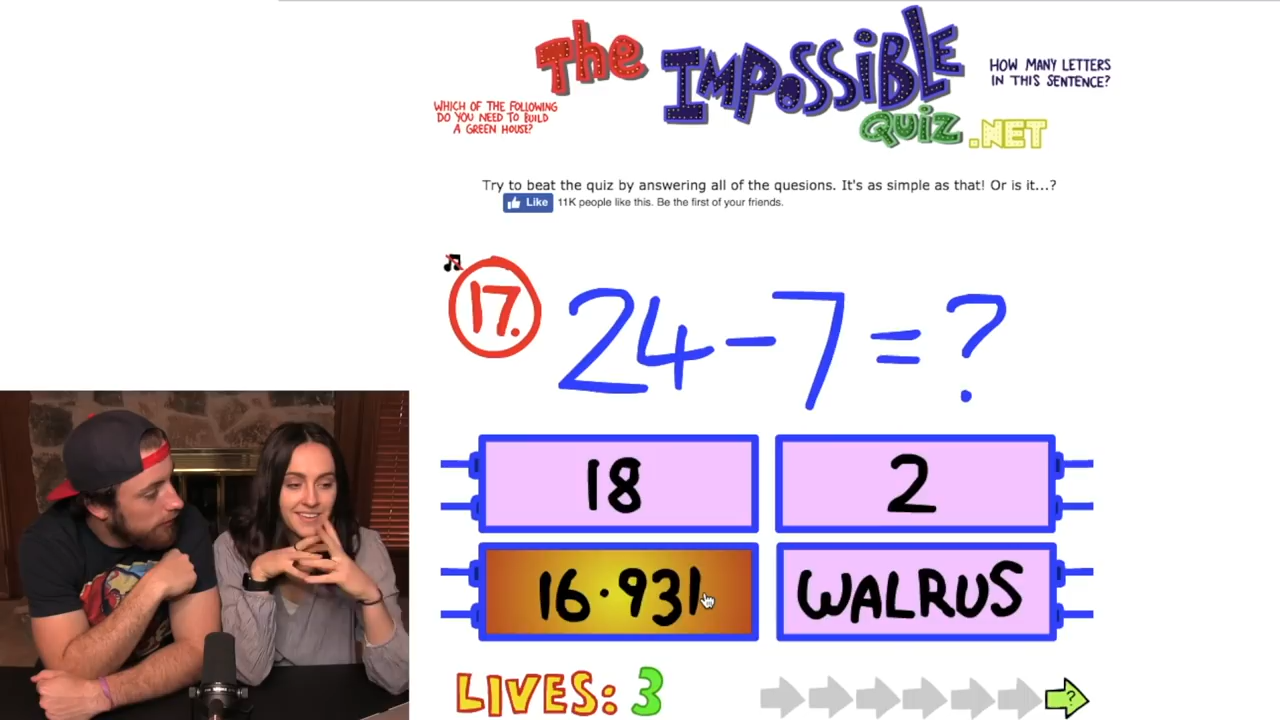 The Impossible
Quiz .NET
WHICH OF THE FOLLOWING
DO YOU NEED TO BUILD
A GREEN HOUSE?
HOW MANY LETTERS
IN THIS SENTENCE?
Try to beat the quiz by answering all of the quesions. It's as simple as that! Or is it...?
Like 11K people like this. Be the first of your friends.
17. 24-7=?
18
2
16.931
WALRUS
LIVES: 3
?